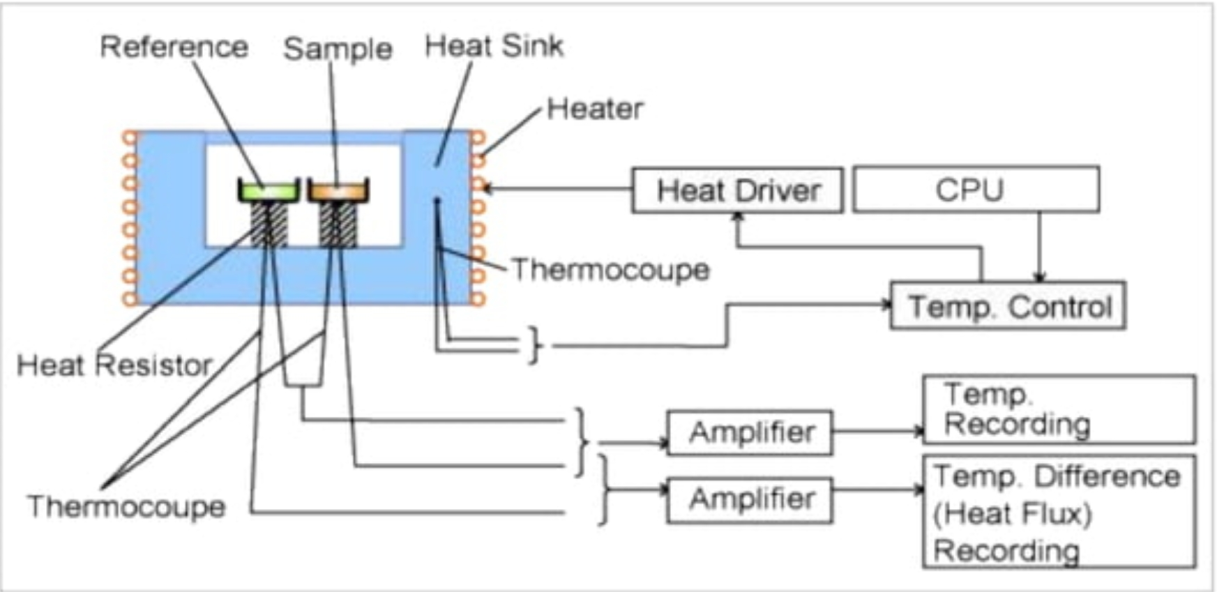 Reference
Sample
Heat Sink
Heater
Heat Driver
CPU
Thermocoupe
Temp. Control
Heat Resistor
Temp.
Recording
Amplifier
Temp. Difference
(Heat Flux)
Recording
Amplifier
Thermocoupe